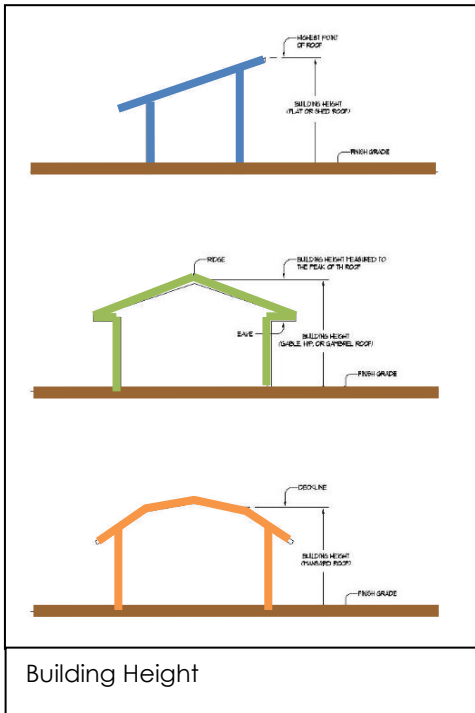 HIGHEST POINT
OF ROOF
BUILDING HEIGHT
(FLAT OR SHED ROOF)
FINISH GRADE
RIDGE
BUILDING HEIGHT MEASURED TO
THE PEAK OF TH ROOF
EAVE
BUILDING HEIGHT
(GABLE, HIP, OR GAMBREL ROOF)
FINISH GRADE
DECKLINE
BUILDING HEIGHT
(MANSARD ROOF)
FINISH GRADE
Building Height